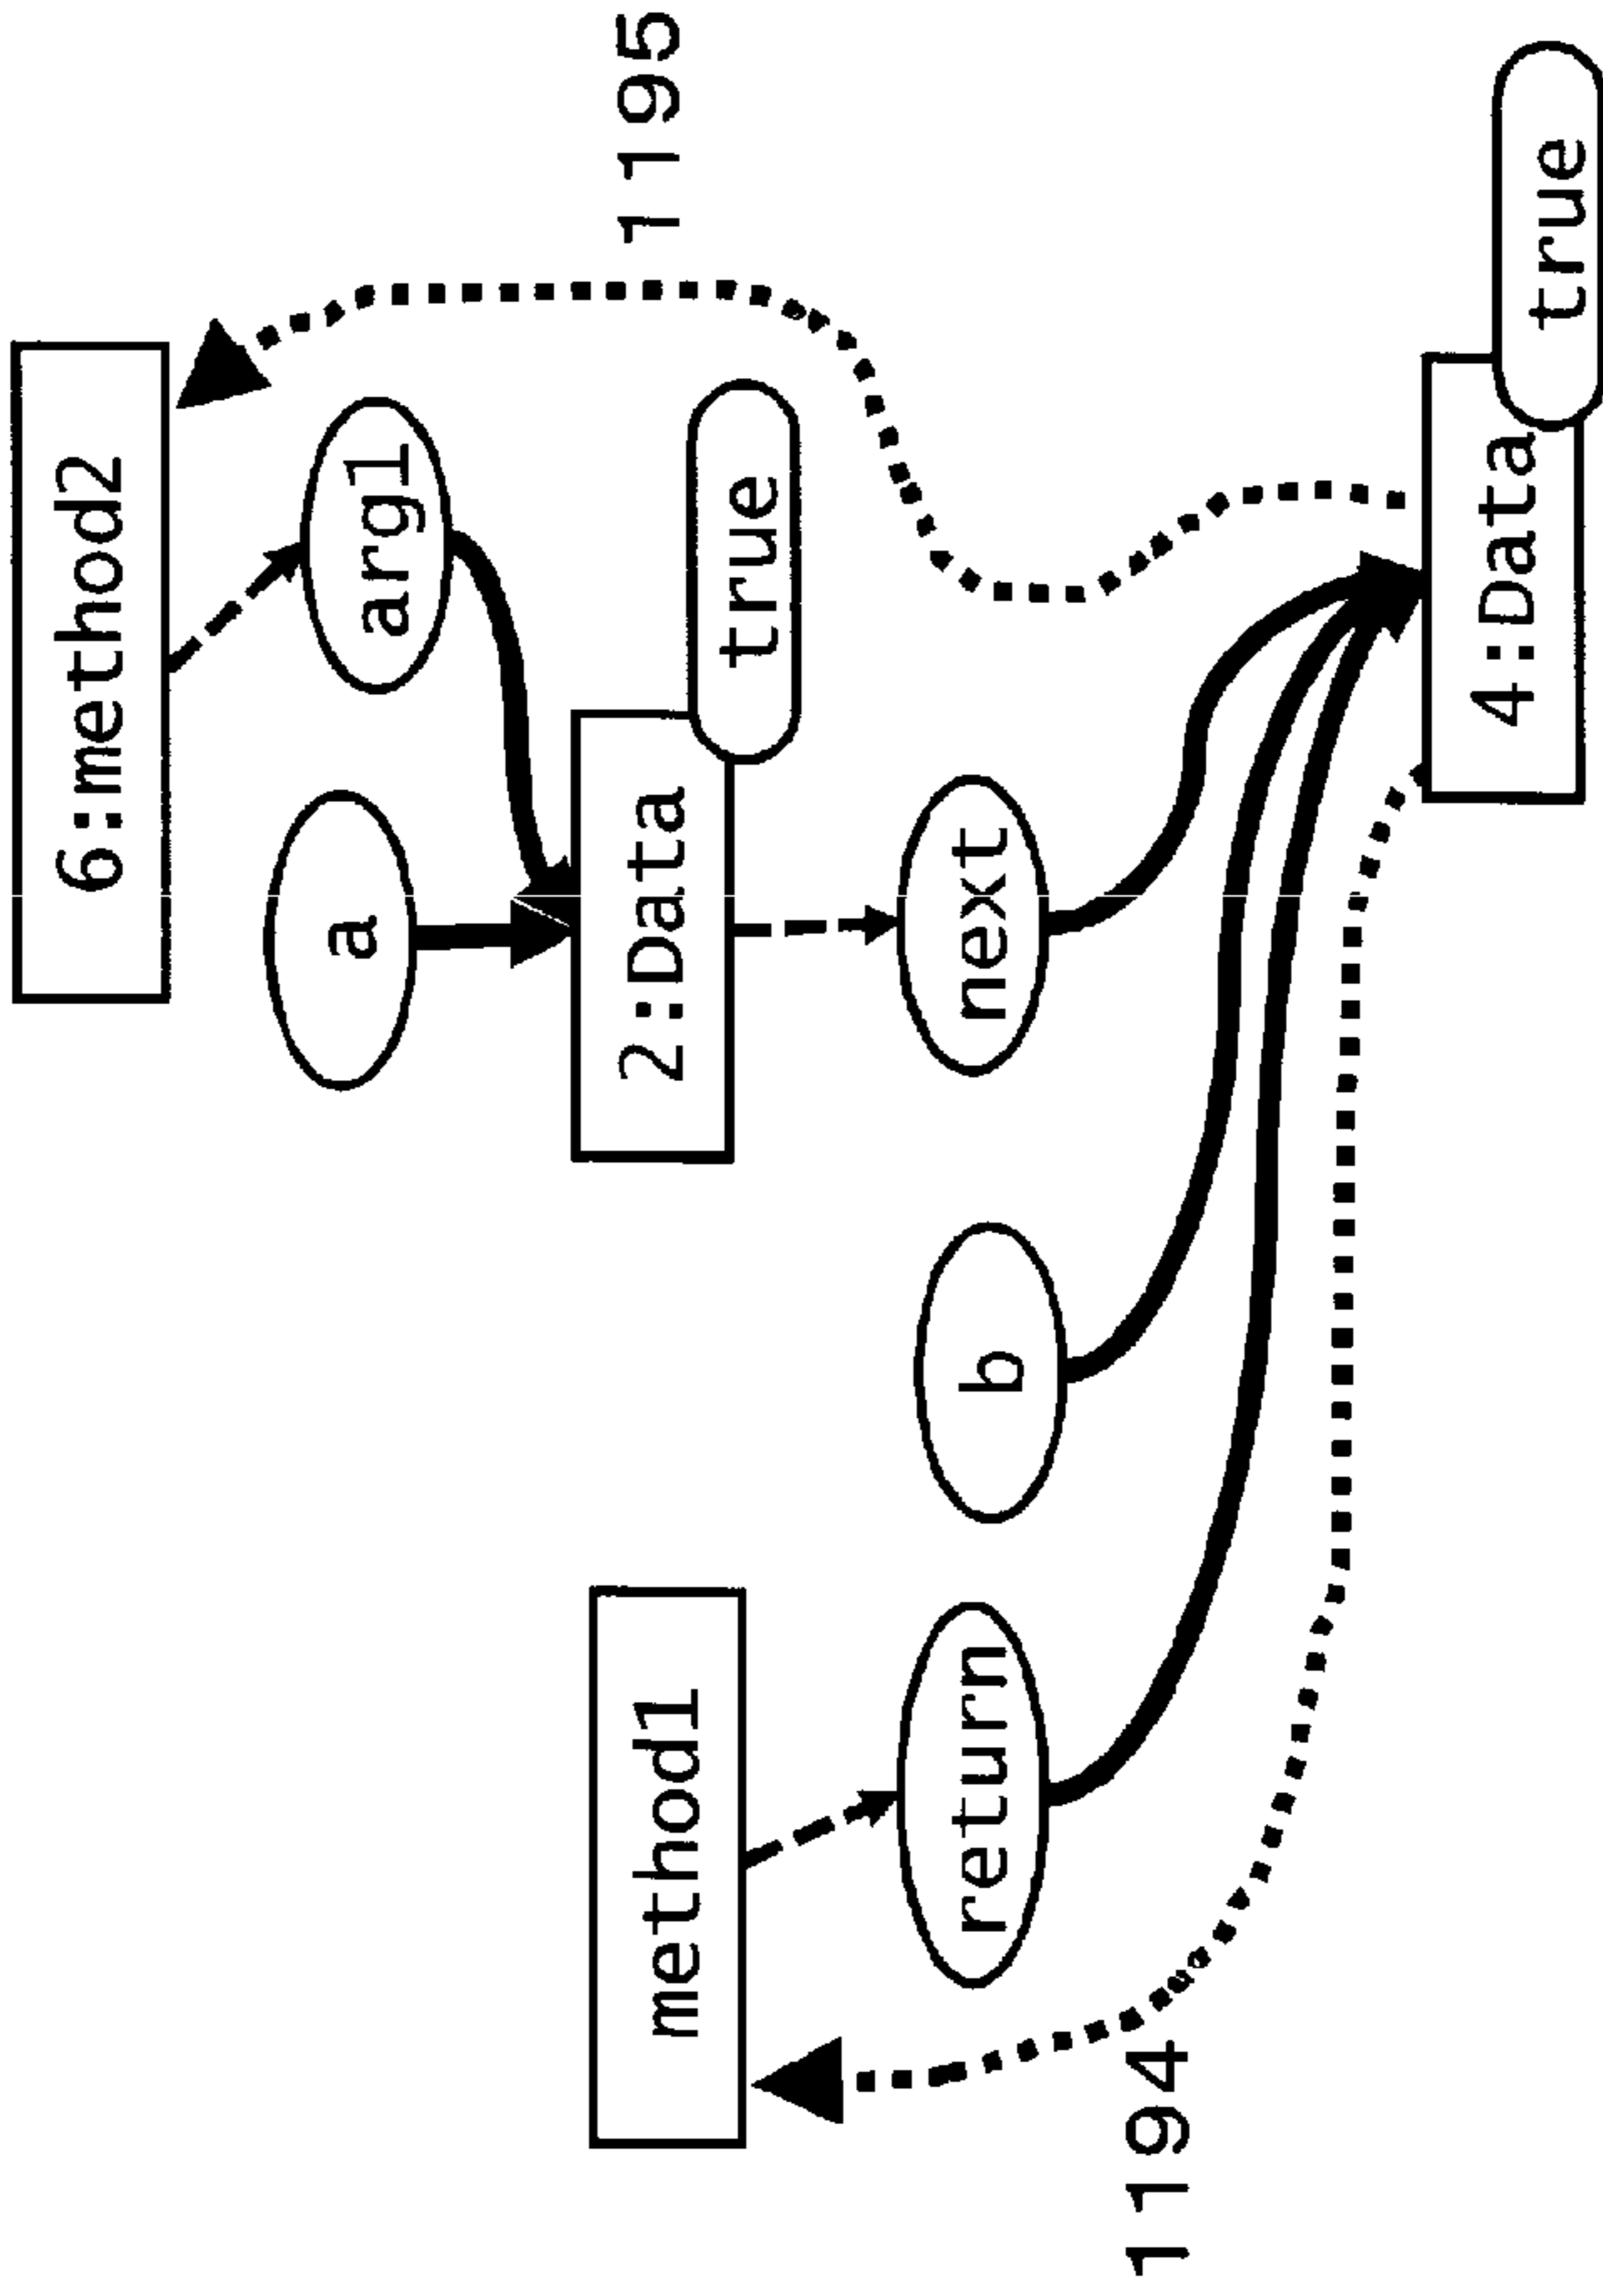 6:method2
1195
arg1
a
true
2:Data
method1
return
b
next
1194
4:Data
true